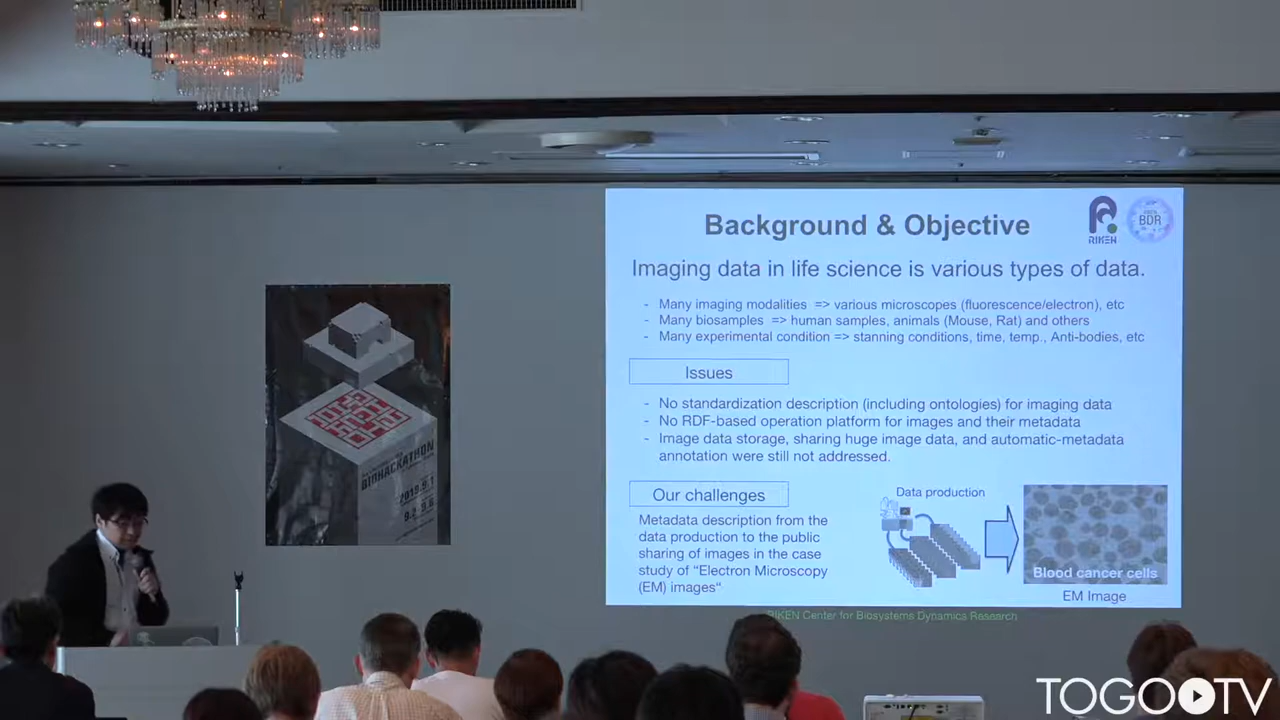 Background & Objective
RIKEN
BDR
Imaging data in life science is various types of data.
- Many imaging modalities => various microscopes (fluorescence/electron), etc
- Many biosamples => human samples, animals (Mouse, Rat) and others
- Many experimental condition => stanning conditions, time, temp., Anti-bodies, etc
Issues
- No standardization description (including ontologies) for imaging data
- No RDF-based operation platform for images and their metadata
- Image data storage, sharing huge image data, and automatic-metadata
annotation were still not addressed.
Our challenges
Metadata description from the
data production to the public
sharing of images in the case
study of "Electron Microscopy
(EM) images"
Data production
Blood cancer cells
EM Image
RIKEN Center for Biosystems Dynamics Research
BIOHACKATHON
2019.9.1
TOGOTV